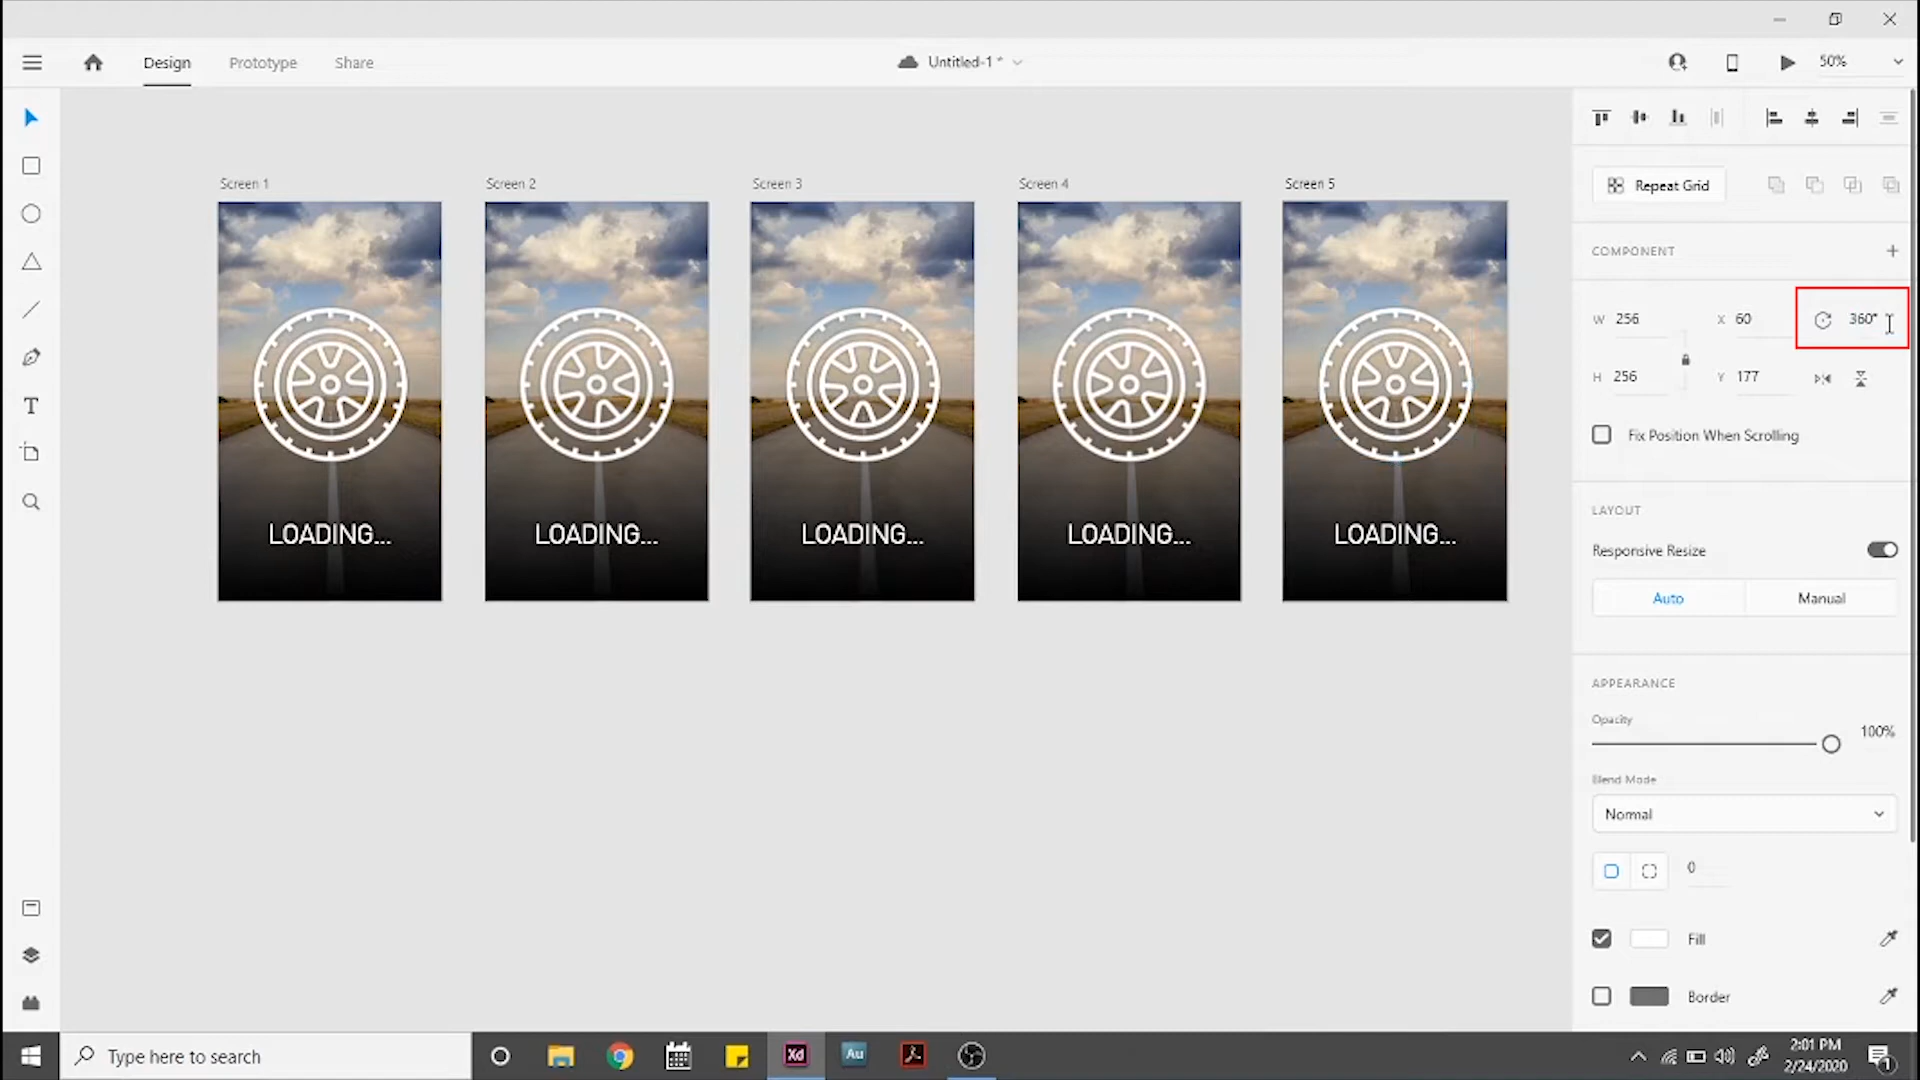 Design Prototype Share
Untitled-1 *
50%
Screen 1 Screen 2 Screen 3 Screen 4 Screen 5
LOADING... LOADING... LOADING... LOADING... LOADING...
Repeat Grid
COMPONENT
W 256 X 60 360°
H 256 Y 177
Fix Position When Scrolling
LAYOUT
Responsive Resize
Auto Manual
APPEARANCE
Opacity
100%
Blend Mode
Normal
0
Fill
Border
Type here to search
Xd Au
2:01 PM
2/24/2020
1